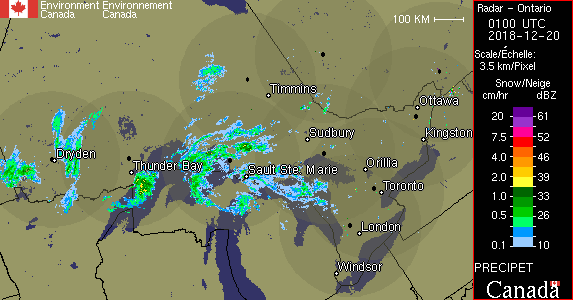 Environment Environnement
Canada Canada
100 KM
Timmins
Ottawa
Sudbury
Kingston
Dryden
Thunder Bay
Sault Ste. Marie
Orillia
Toronto
London
Windsor
Radar - Ontario
0100 UTC
2018-12-20
Scale/Échelle:
3.5 km/Pixel
Snow/Neige
cm/hr dBZ
20 61
7.5 52
4.0 46
2.0 39
1.0 33
0.5 26
0.1 10
PRECIPET
Canada